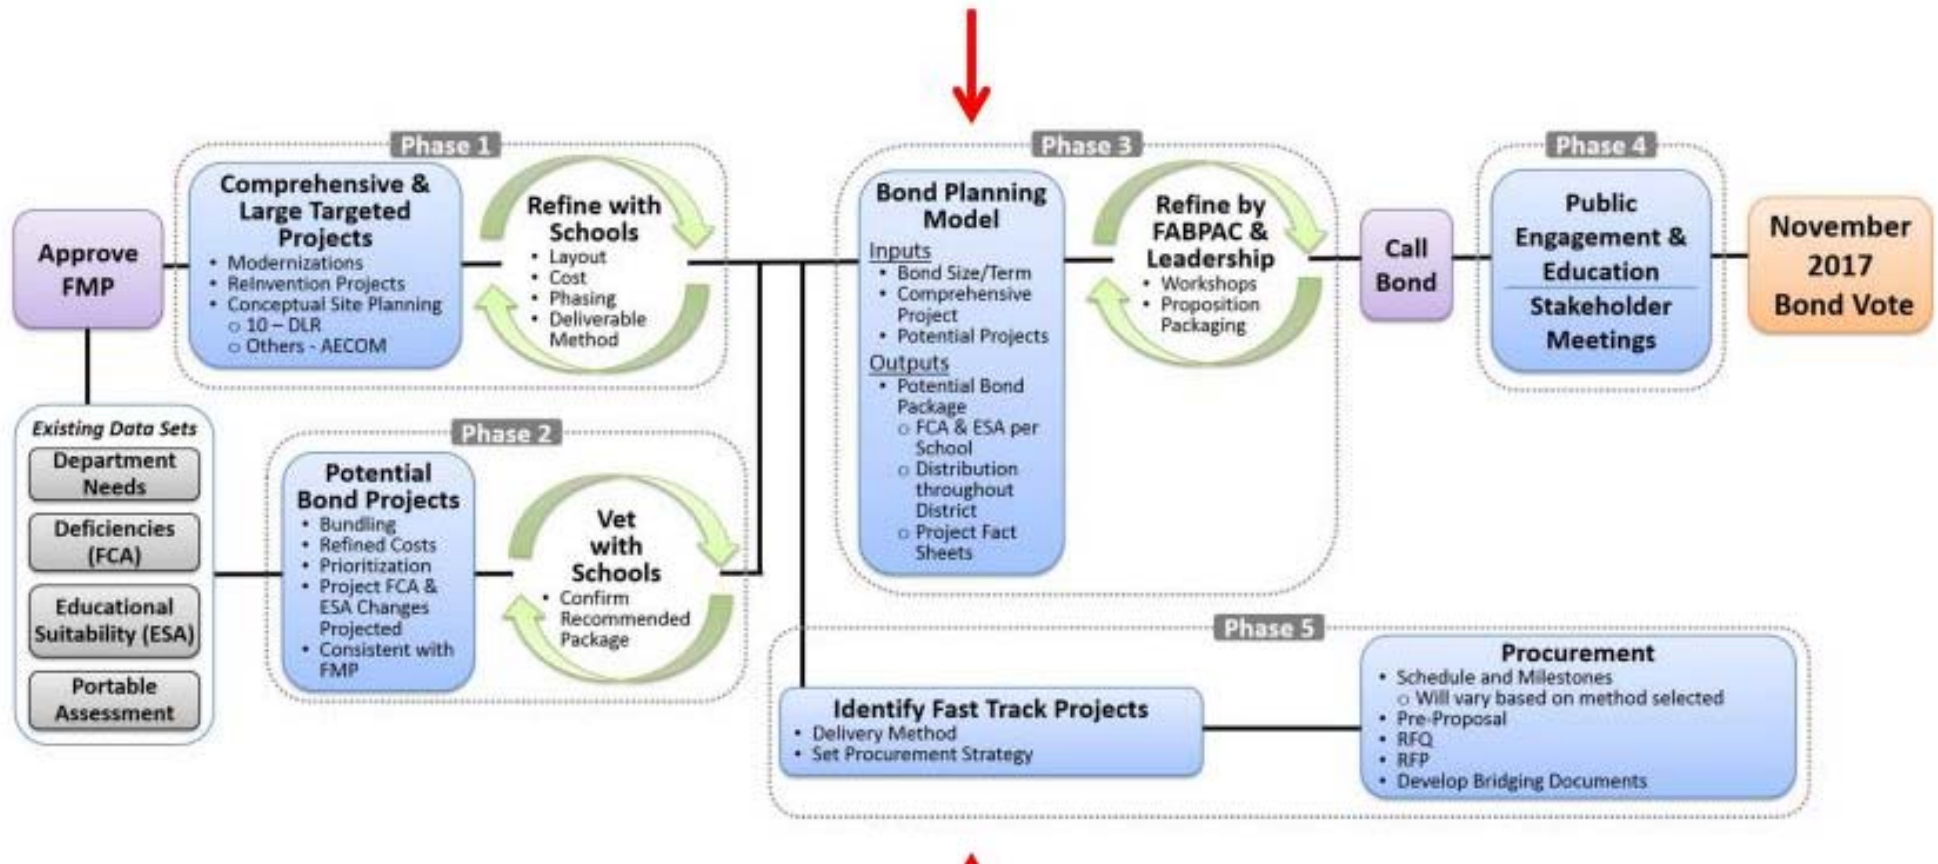 Approve
FMP
Existing Data Sets
Department
Needs
Deficiencies
(FCA)
Educational
Suitability (ESA)
Portable
Assessment
Phase 1
Comprehensive &
Large Targeted
Projects
• Modernizations
• ReInvention Projects
• Conceptual Site Planning
o 10 – DLR
o Others - AECOM
Refine with
Schools
• Layout
• Cost
• Phasing
• Deliverable
Method
Phase 2
Potential
Bond Projects
• Bundling
• Refined Costs
• Prioritization
• Project FCA &
ESA Changes
Projected
• Consistent with
FMP
Vet
with
Schools
• Confirm
Recommended
Package
Phase 3
Bond Planning
Model
Inputs
• Bond Size/Term
• Comprehensive
Project
• Potential Projects
Outputs
• Potential Bond
Package
o FCA & ESA per
School
o Distribution
throughout
District
o Project Fact
Sheets
Refine by
FABPAC &
Leadership
• Workshops
• Proposition
Packaging
Call
Bond
Phase 4
Public
Engagement &
Education
Stakeholder
Meetings
November
2017
Bond Vote
Phase 5
Identify Fast Track Projects
• Delivery Method
• Set Procurement Strategy
Procurement
• Schedule and Milestones
o Will vary based on method selected
• Pre-Proposal
• RFQ
• RFP
• Develop Bridging Documents